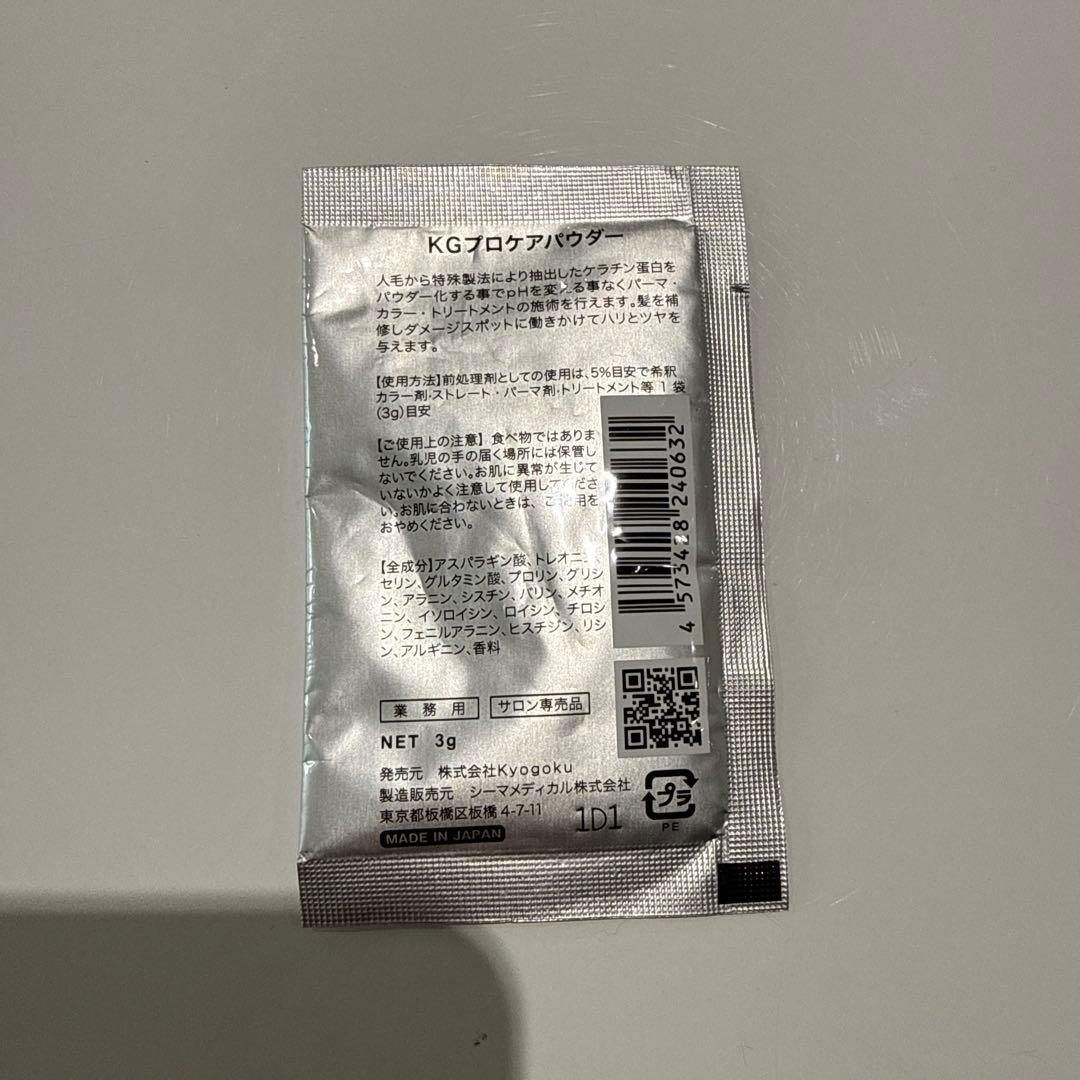 KGプロケアパウダー
人毛から特殊製法により抽出したケラチン蛋白を
パウダー化する事でpHを変える事なくパーマ・
カラー・トリートメントの施術を行えます。髪を補
修しダメージスポットに働きかけてハリとツヤを
与えます。
【使用方法】前処理剤としての使用は、5%目安で希釈
カラー剤・ストレート・パーマ剤・トリートメント等 1 袋
(3g)目安
【ご使用上の注意】 食べ物ではありま
せん。乳児の手の届く場所には保管し
ないでください。お肌に異常が生じて
いないかよく注意して使用してくださ
い。お肌に合わないときは、ご使用を
おやめください。
【全成分】アスパラギン酸、トレオニン、
セリン、グルタミン酸、プロリン、グリシ
ン、アラニン、シスチン、バリン、メチオ
ニン、イソロイシン、ロイシン、チロシ
ン、フェニルアラニン、ヒスチジン、リシ
ン、アルギニン、香料
4 573428 240632
業務用 サロン専売品
NET 3g
発売元 株式会社Kyogoku
製造販売元 シーマメディカル株式会社
東京都板橋区板橋 4-7-11
MADE IN JAPAN
1D1
プラ
PE